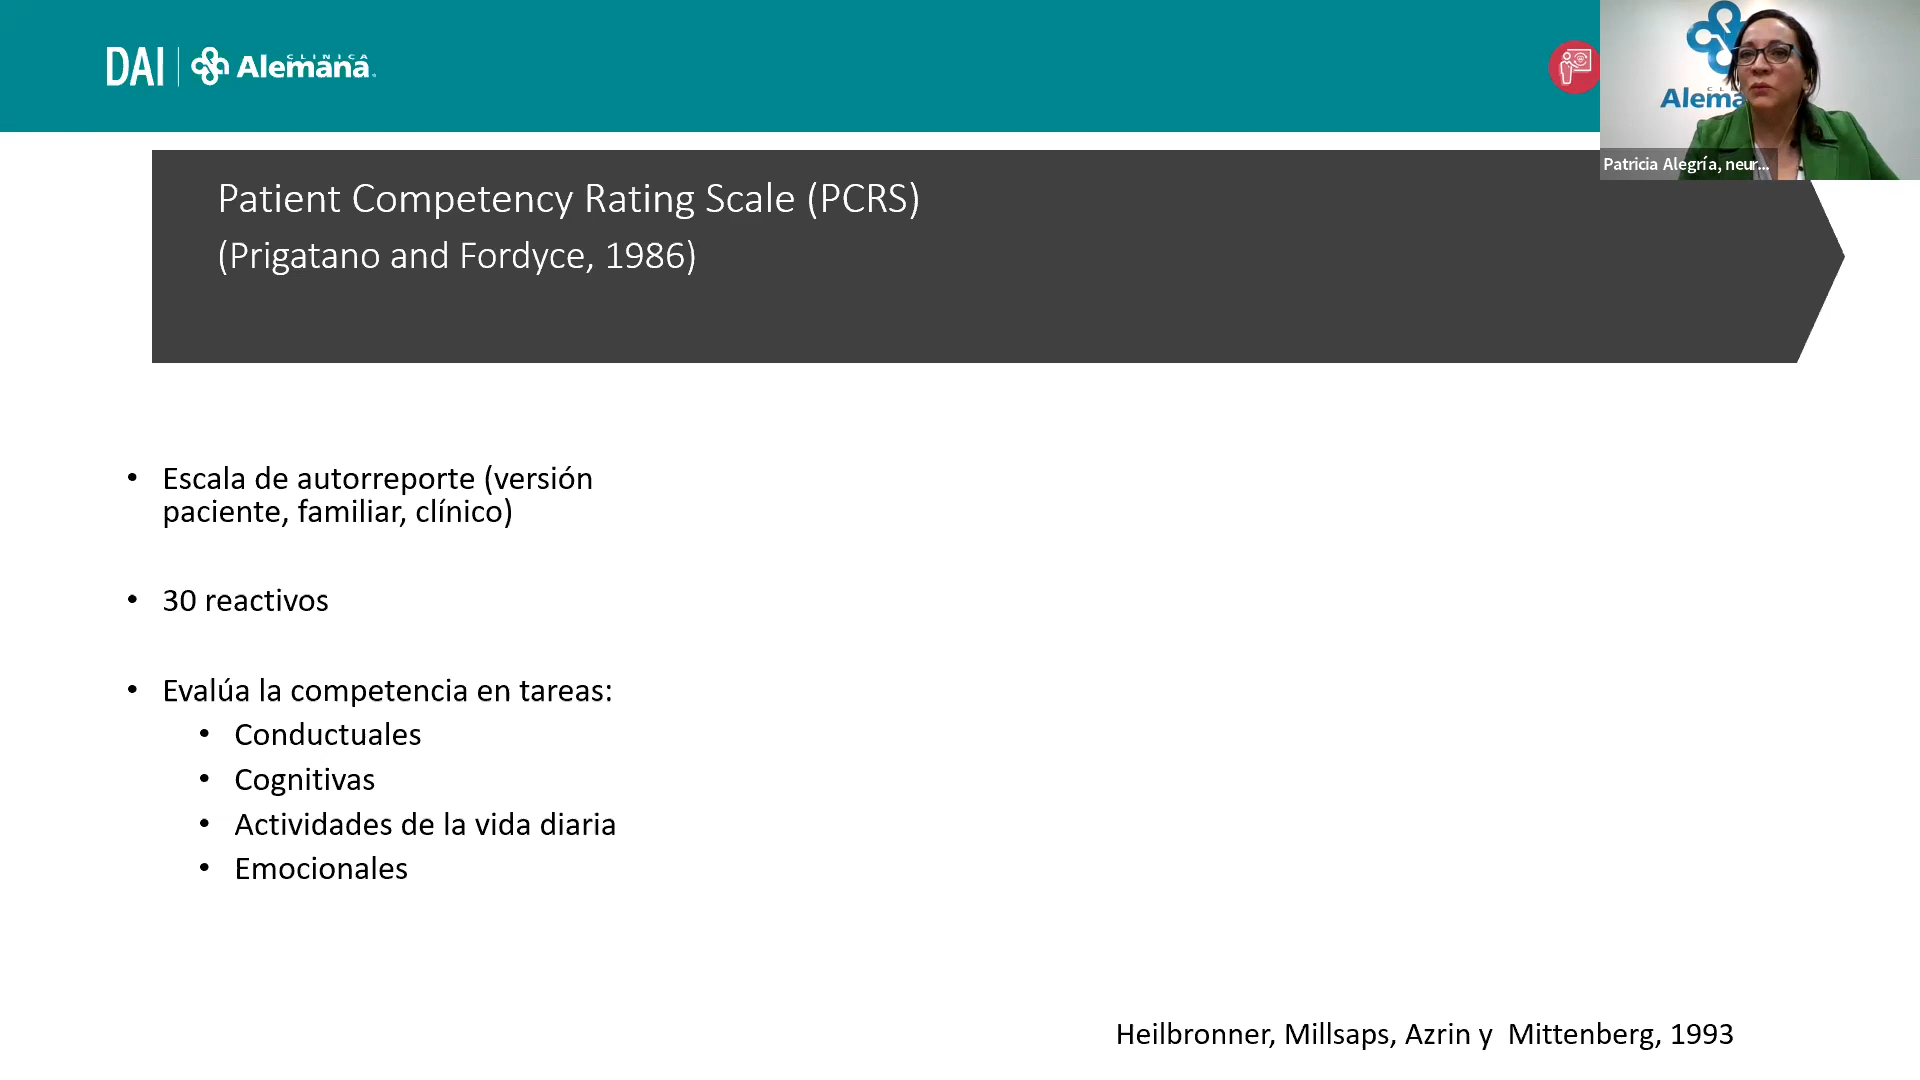 DAI
CLÍNICA
Alemana
Alema
Patricia Alegría, neur...
Patient Competency Rating Scale (PCRS)
(Prigatano and Fordyce, 1986)
• Escala de autorreporte (versión
paciente, familiar, clínico)
• 30 reactivos
• Evalúa la competencia en tareas:
• Conductuales
• Cognitivas
• Actividades de la vida diaria
• Emocionales
Heilbronner, Millsaps, Azrin y Mittenberg, 1993